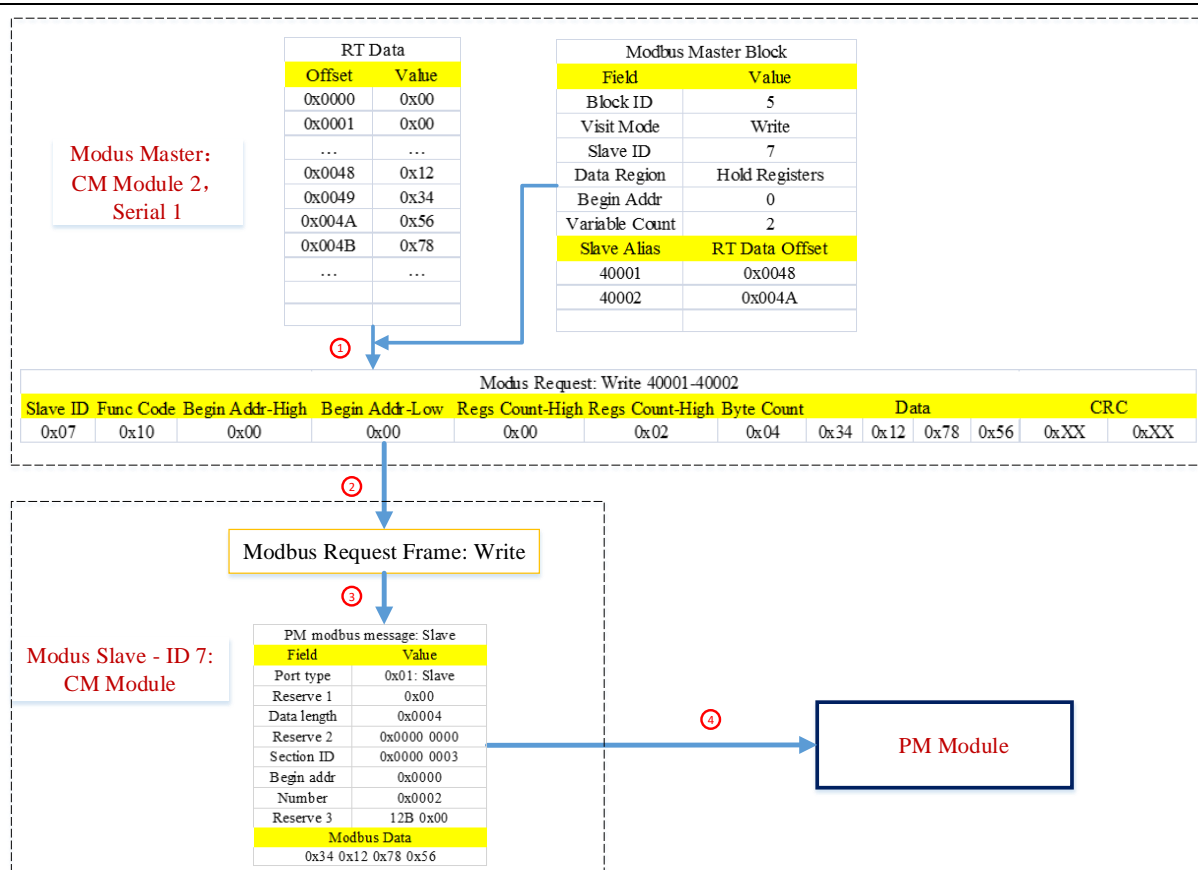 RT Data
Offset Value
0x0000 0x00
0x0001 0x00
… …
0x0048 0x12
0x0049 0x34
0x004A 0x56
0x004B 0x78
… …
Modbus Master Block
Field Value
Block ID 5
Visit Mode Write
Slave ID 7
Data Region Hold Registers
Begin Addr 0
Variable Count 2
Slave Alias RT Data Offset
40001 0x0048
40002 0x004A
Modus Master:
CM Module 2,
Serial 1
1
Modus Request: Write 40001-40002
Slave ID Func Code Begin Addr-High Begin Addr-Low Regs Count-High Regs Count-High Byte Count Data CRC
0x07 0x10 0x00 0x00 0x00 0x02 0x04 0x34 0x12 0x78 0x56 0xXX 0xXX
2
Modbus Request Frame: Write
3
Modus Slave - ID 7:
CM Module
PM modbus message: Slave
Field Value
Port type 0x01: Slave
Reserve 1 0x00
Data length 0x0004
Reserve 2 0x0000 0000
Section ID 0x0000 0003
Begin addr 0x0000
Number 0x0002
Reserve 3 12B 0x00
Modbus Data
0x34 0x12 0x78 0x56
4
PM Module